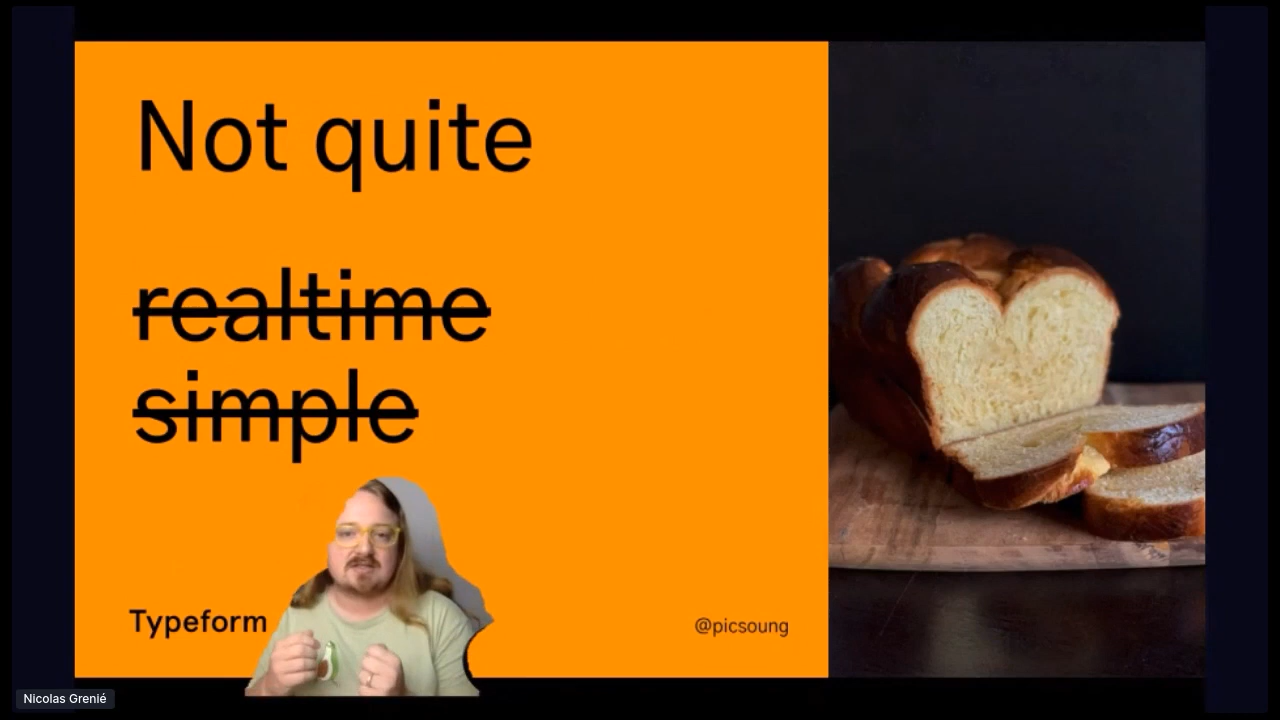 Not quite
realtime
simple
Typeform
@picsoung
Nicolas Grenié